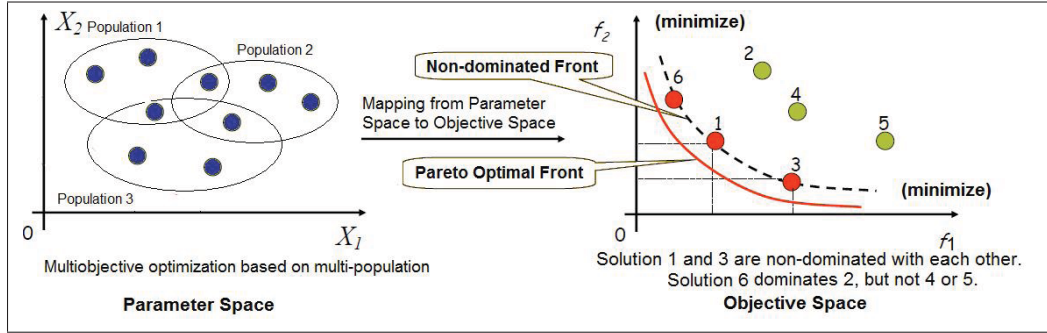 X2
Population 1
Population 2
Population 3
0
X1
Multiobjective optimization based on multi-population
Parameter Space
Mapping from Parameter
Space to Objective Space
Non-dominated Front
Pareto Optimal Front
f2
(minimize)
2
6
4
1
5
3
(minimize)
0
f1
Solution 1 and 3 are non-dominated with each other.
Solution 6 dominates 2, but not 4 or 5.
Objective Space